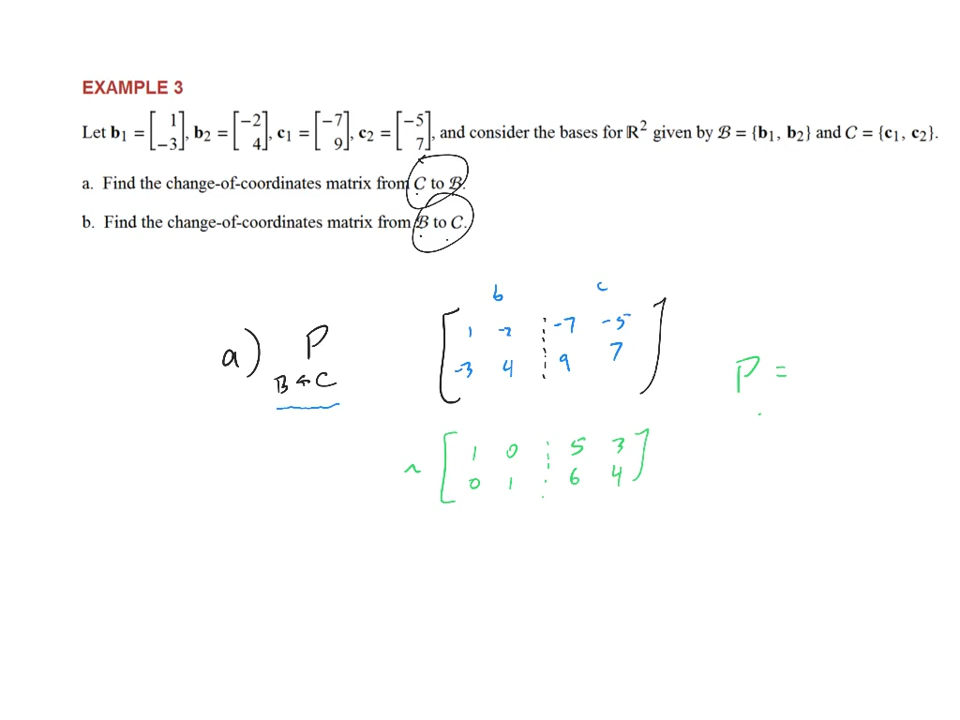 EXAMPLE 3
Let b₁ = [1 -3], b₂ = [-2 4], c₁ = [-7 9], c₂ = [-5 7], and consider the bases for ℝ² given by ℬ = {b₁, b₂} and C = {c₁, c₂}.
a. Find the change-of-coordinates matrix from C to ℬ.
b. Find the change-of-coordinates matrix from ℬ to C.
b c
a) P [1 -2 ⋮ -7 -5
B←C -3 4 ⋮ 9 7]
P =
~ [1 0 ⋮ 5 3
0 1 ⋮ 6 4]